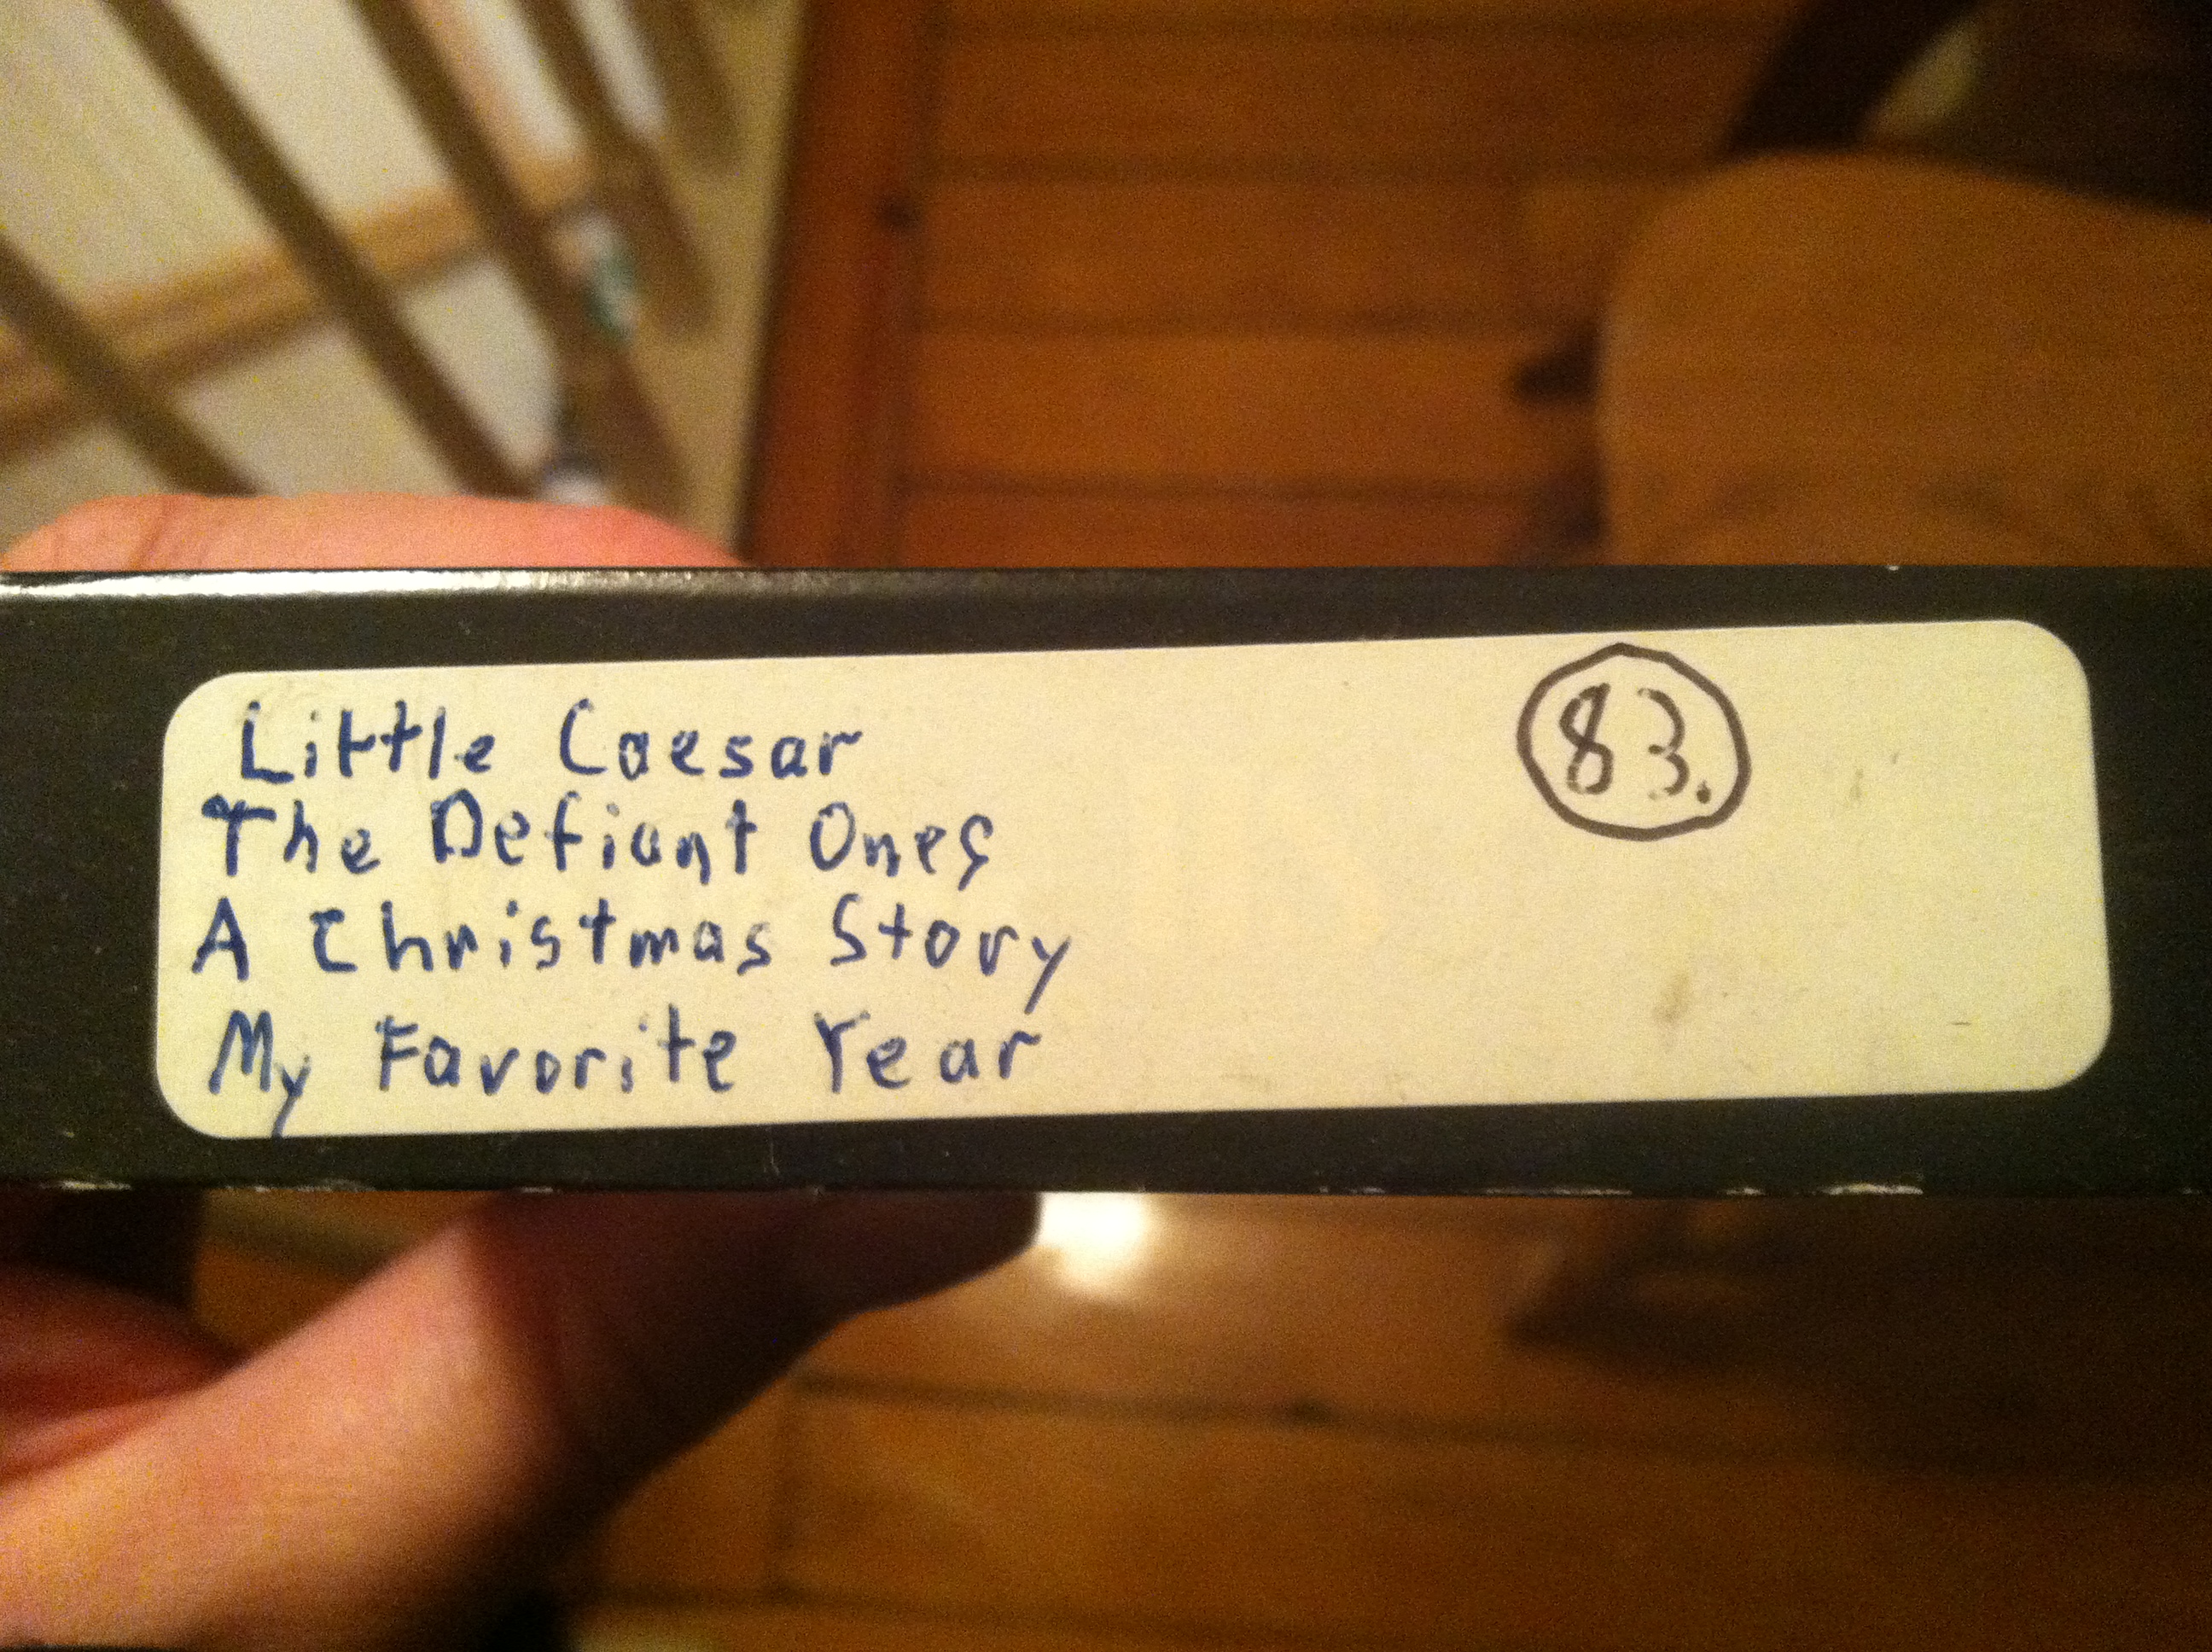 Little Caesar
83.
The Defiant Ones
A Christmas Story
My Favorite Year